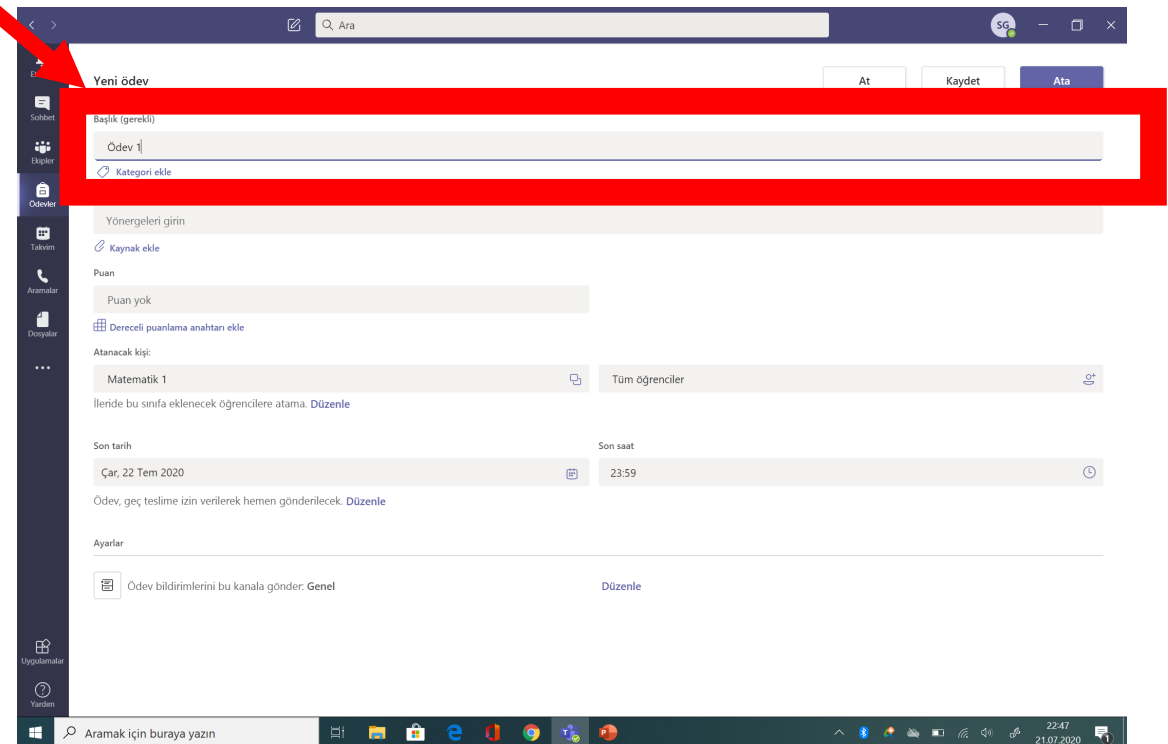 Ara
SG
Yeni ödev
At
Kaydet
Ata
Sohbet
Ekipler
Ödevler
Takvim
Aramalar
Dosyalar
Uygulamalar
Yardım
Başlık (gerekli)
Ödev 1
Kategori ekle
Yönergeleri girin
Kaynak ekle
Puan
Puan yok
Dereceli puanlama anahtarı ekle
Atanacak kişi:
Matematik 1
Tüm öğrenciler
İleride bu sınıfa eklenecek öğrencilere atama. Düzenle
Son tarih
Son saat
Çar, 22 Tem 2020
23:59
Ödev, geç teslime izin verilerek hemen gönderilecek. Düzenle
Ayarlar
Ödev bildirimlerini bu kanala gönder: Genel
Düzenle
Aramak için buraya yazın
22:47
21.07.2020
1